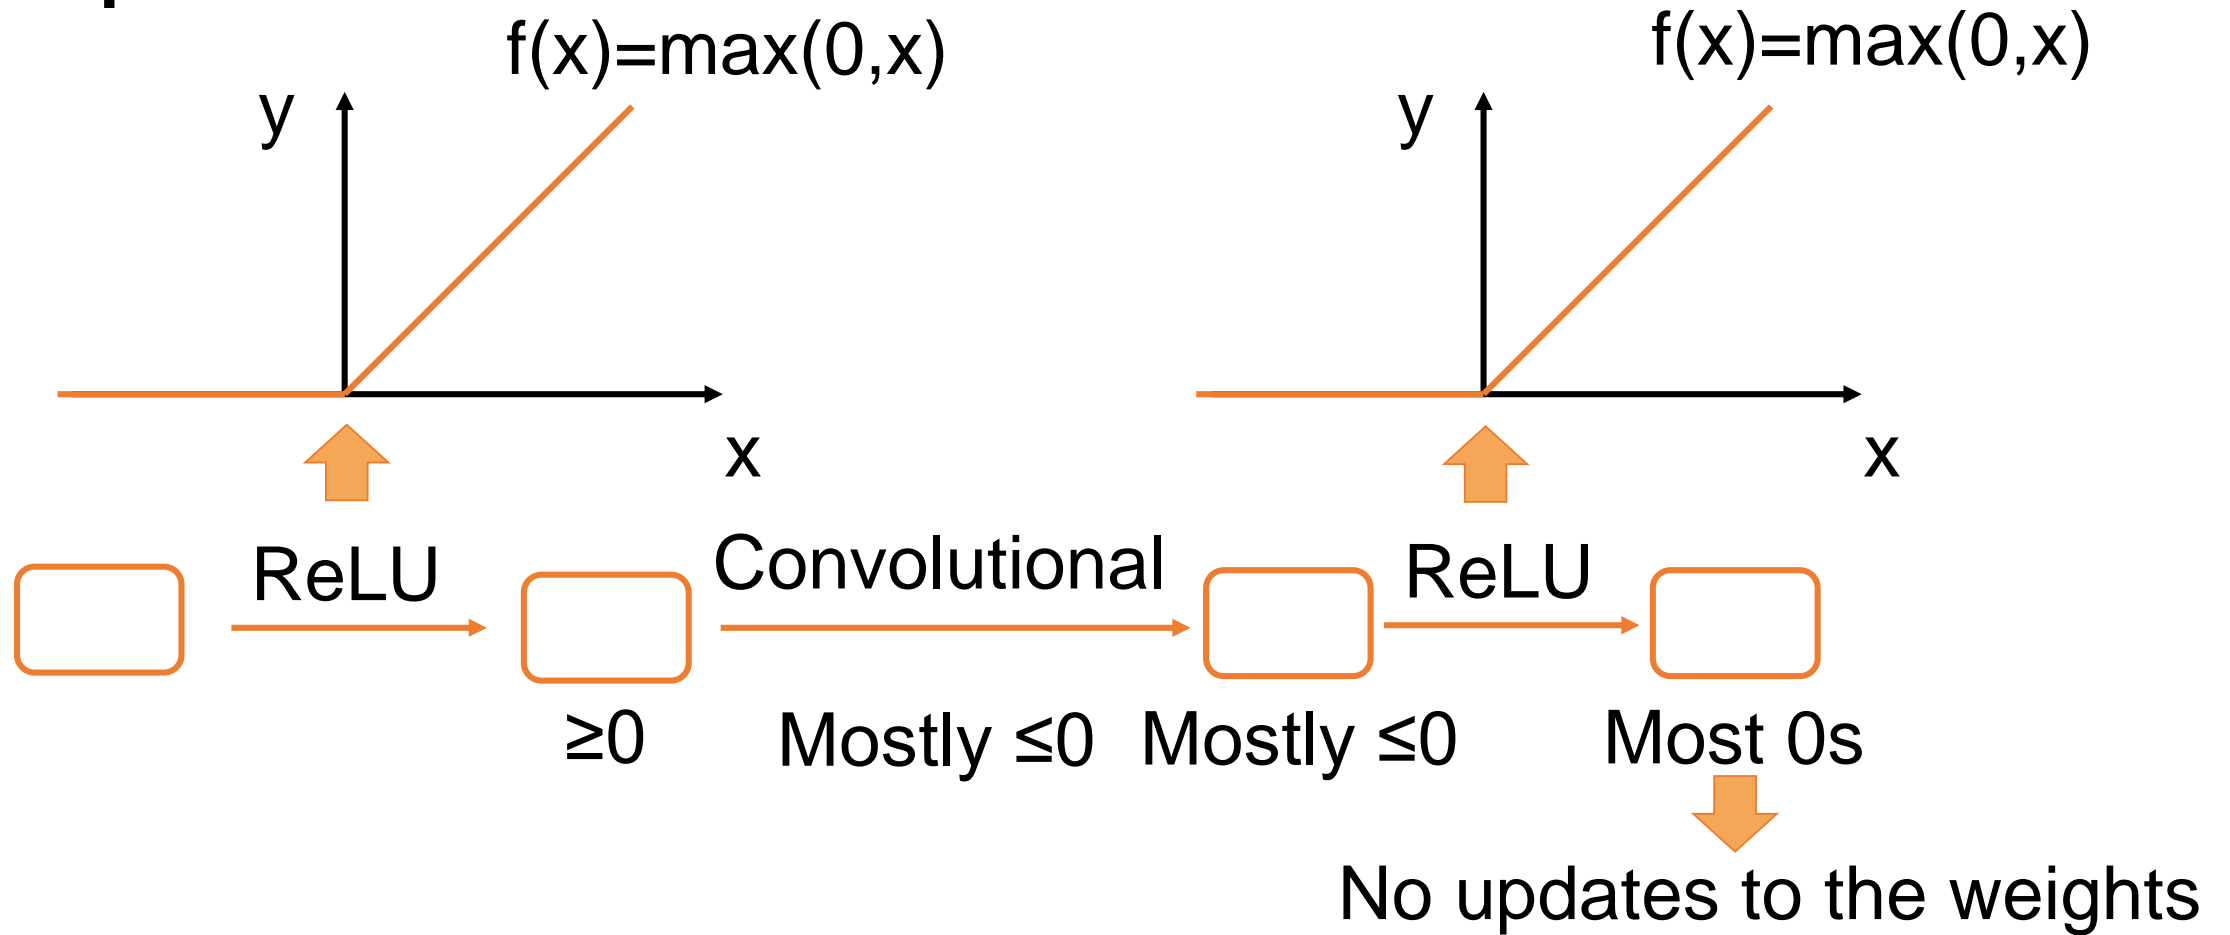 f(x)=max(0,x)
f(x)=max(0,x)
y
y
x
x
ReLU
Convolutional
ReLU
≥0
Mostly ≤0
Mostly ≤0
Most 0s
No updates to the weights